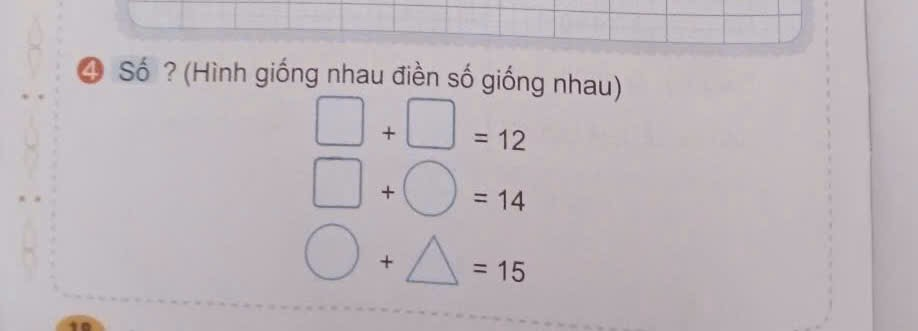 4 Số ? (Hình giống nhau điền số giống nhau)
□ + □ = 12
□ + ○ = 14
○ + △ = 15